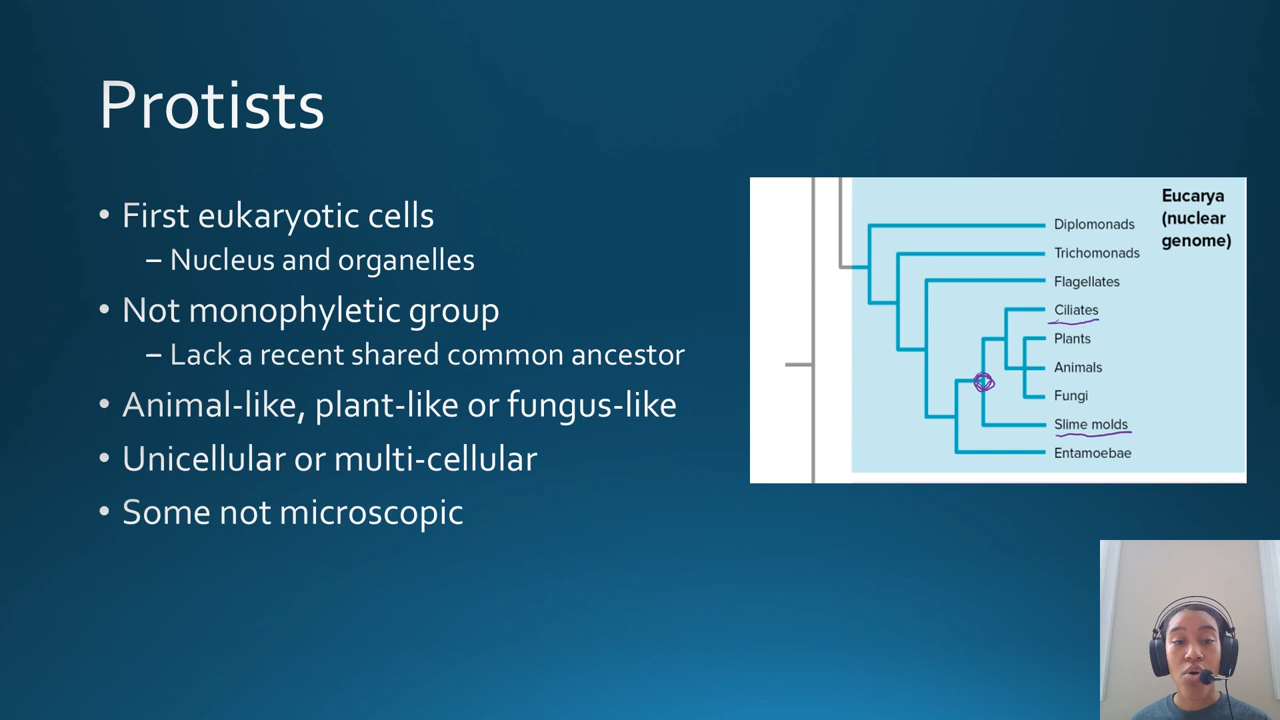 Protists
• First eukaryotic cells
– Nucleus and organelles
• Not monophyletic group
– Lack a recent shared common ancestor
• Animal-like, plant-like or fungus-like
• Unicellular or multi-cellular
• Some not microscopic
Eucarya
(nuclear
genome)
Diplomonads
Trichomonads
Flagellates
Ciliates
Plants
Animals
Fungi
Slime molds
Entamoebae